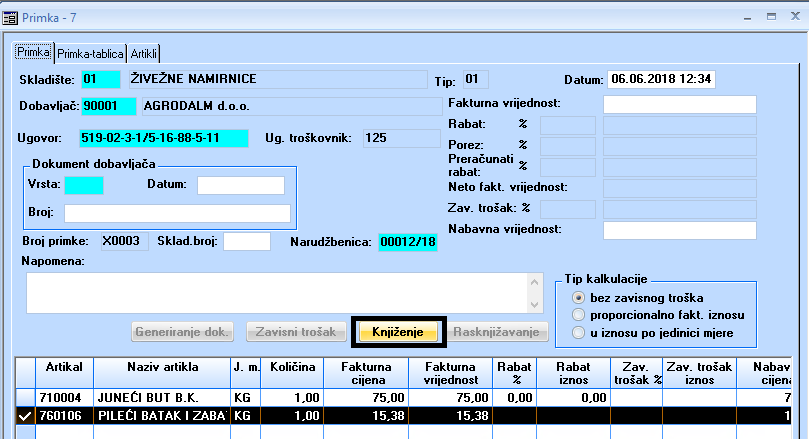 Primka - 7
Primka Primka-tablica Artikli
Skladište: 01 ŽIVEŽNE NAMIRNICE Tip: 01 Datum: 06.06.2018 12:34
Dobavljač: 90001 AGRODALM d.o.o. Fakturna vrijednost:
Rabat: %
Ugovor: 519-02-3-1/5-16-88-5-11 Ug. troškovnik: 125
Porez: %
Preračunati rabat: %
Dokument dobavljača
Vrsta: Datum: Neto fakt. vrijednost:
Broj: Zav. trošak: %
Nabavna vrijednost:
Broj primke: X0003 Sklad.broj: Narudžbenica: 00012/18
Napomena:
Tip kalkulacije
bez zavisnog troška
proporcionalno fakt. iznosu
u iznosu po jedinici mjere
Generiranje dok. Zavisni trošak Knjiženje Rasknjižavanje
Artikal Naziv artikla J. m. Količina Fakturna cijena Fakturna vrijednost Rabat % Rabat iznos Zav. trošak % Zav. trošak iznos Nabav cijena
710004 JUNEĆI BUT B.K. KG 1,00 75,00 75,00 0,00 0,00 7
760106 PILEĆI BATAK I ZABA KG 1,00 15,38 15,38 1